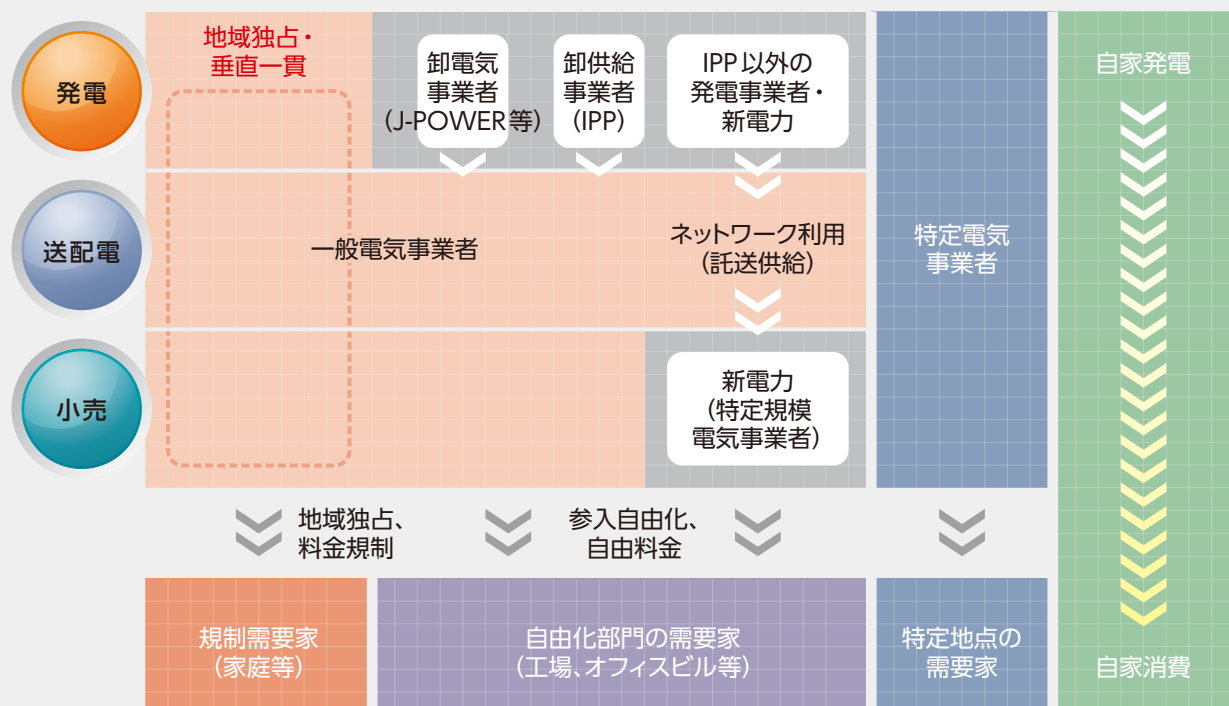 発電
地域独占・
垂直一貫
卸電気
事業者
（J-POWER等）
卸供給
事業者
（IPP）
IPP以外の
発電事業者・
新電力
自家発電
送配電
一般電気事業者
ネットワーク利用
（託送供給）
特定電気
事業者
小売
新電力
（特定規模
電気事業者）
地域独占、
料金規制
参入自由化、
自由料金
規制需要家
（家庭等）
自由化部門の需要家
（工場、オフィスビル等）
特定地点の
需要家
自家消費